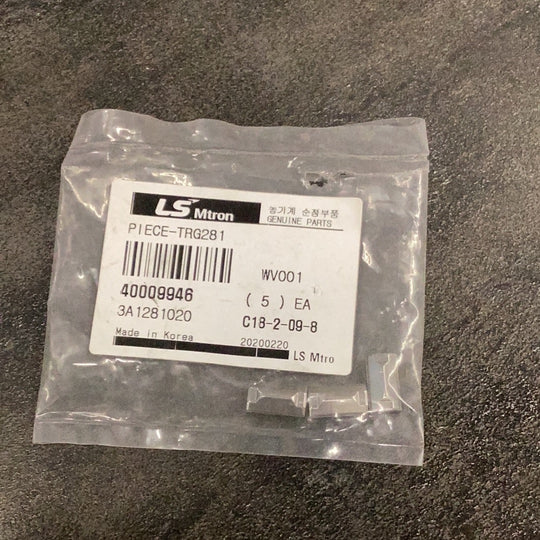 LS Mtron
농기계 순정부품
GENUINE PARTS
PIECE-TRG281
WV001
40009946
( 5 ) EA
3A1281020
C18-2-09-8
Made in Korea
20200220
LS Mtro